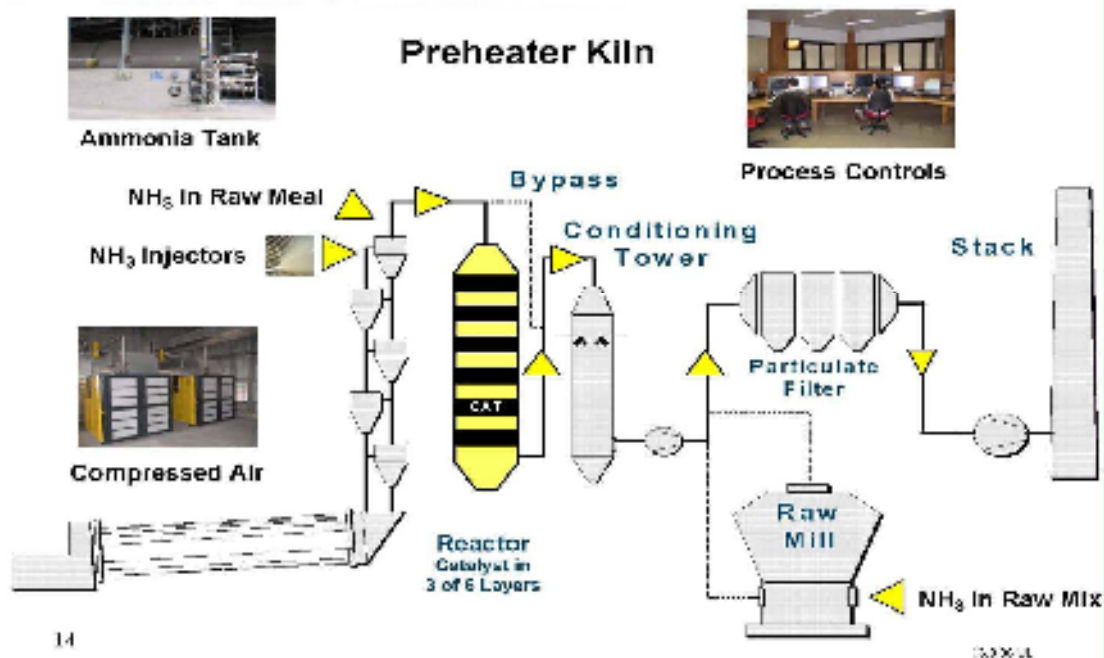 Preheater Kiln
Ammonia Tank
Process Controls
NH₃ In Raw Meal
Bypass
NH₃ Injectors
Conditioning
Tower
Stack
CAT
Particulate
Filter
Compressed Air
Raw
Mill
Reactor
Catalyst in
3 of 6 Layers
NH₃ In Raw Mix
14